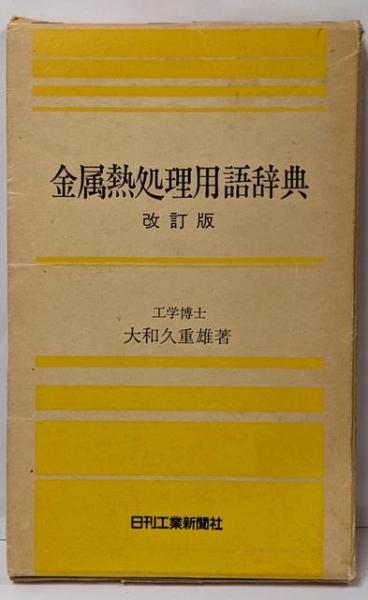 金属熱処理用語辞典
改訂版
工学博士
大和久重雄著
日刊工業新聞社